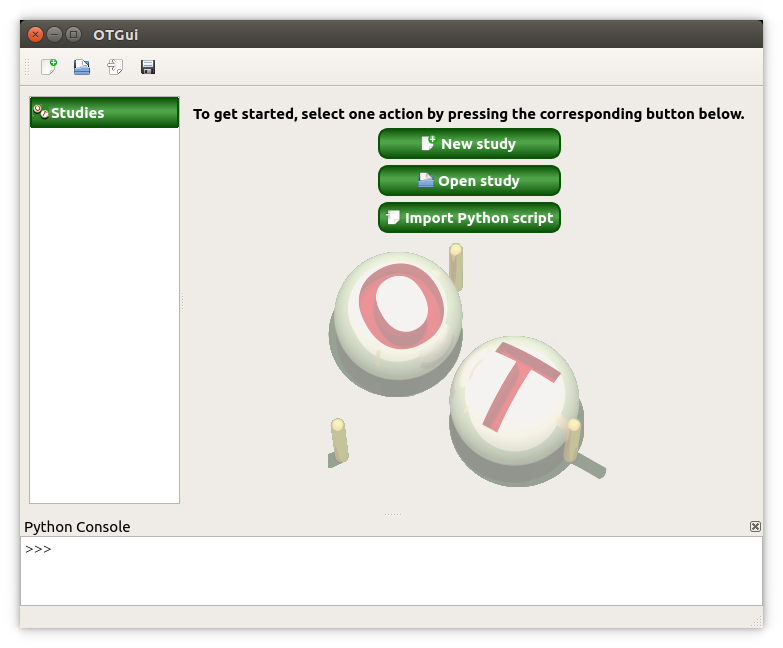 OTGui
Studies
To get started, select one action by pressing the corresponding button below.
New study
Open study
Import Python script
O
T
Python Console
>>>